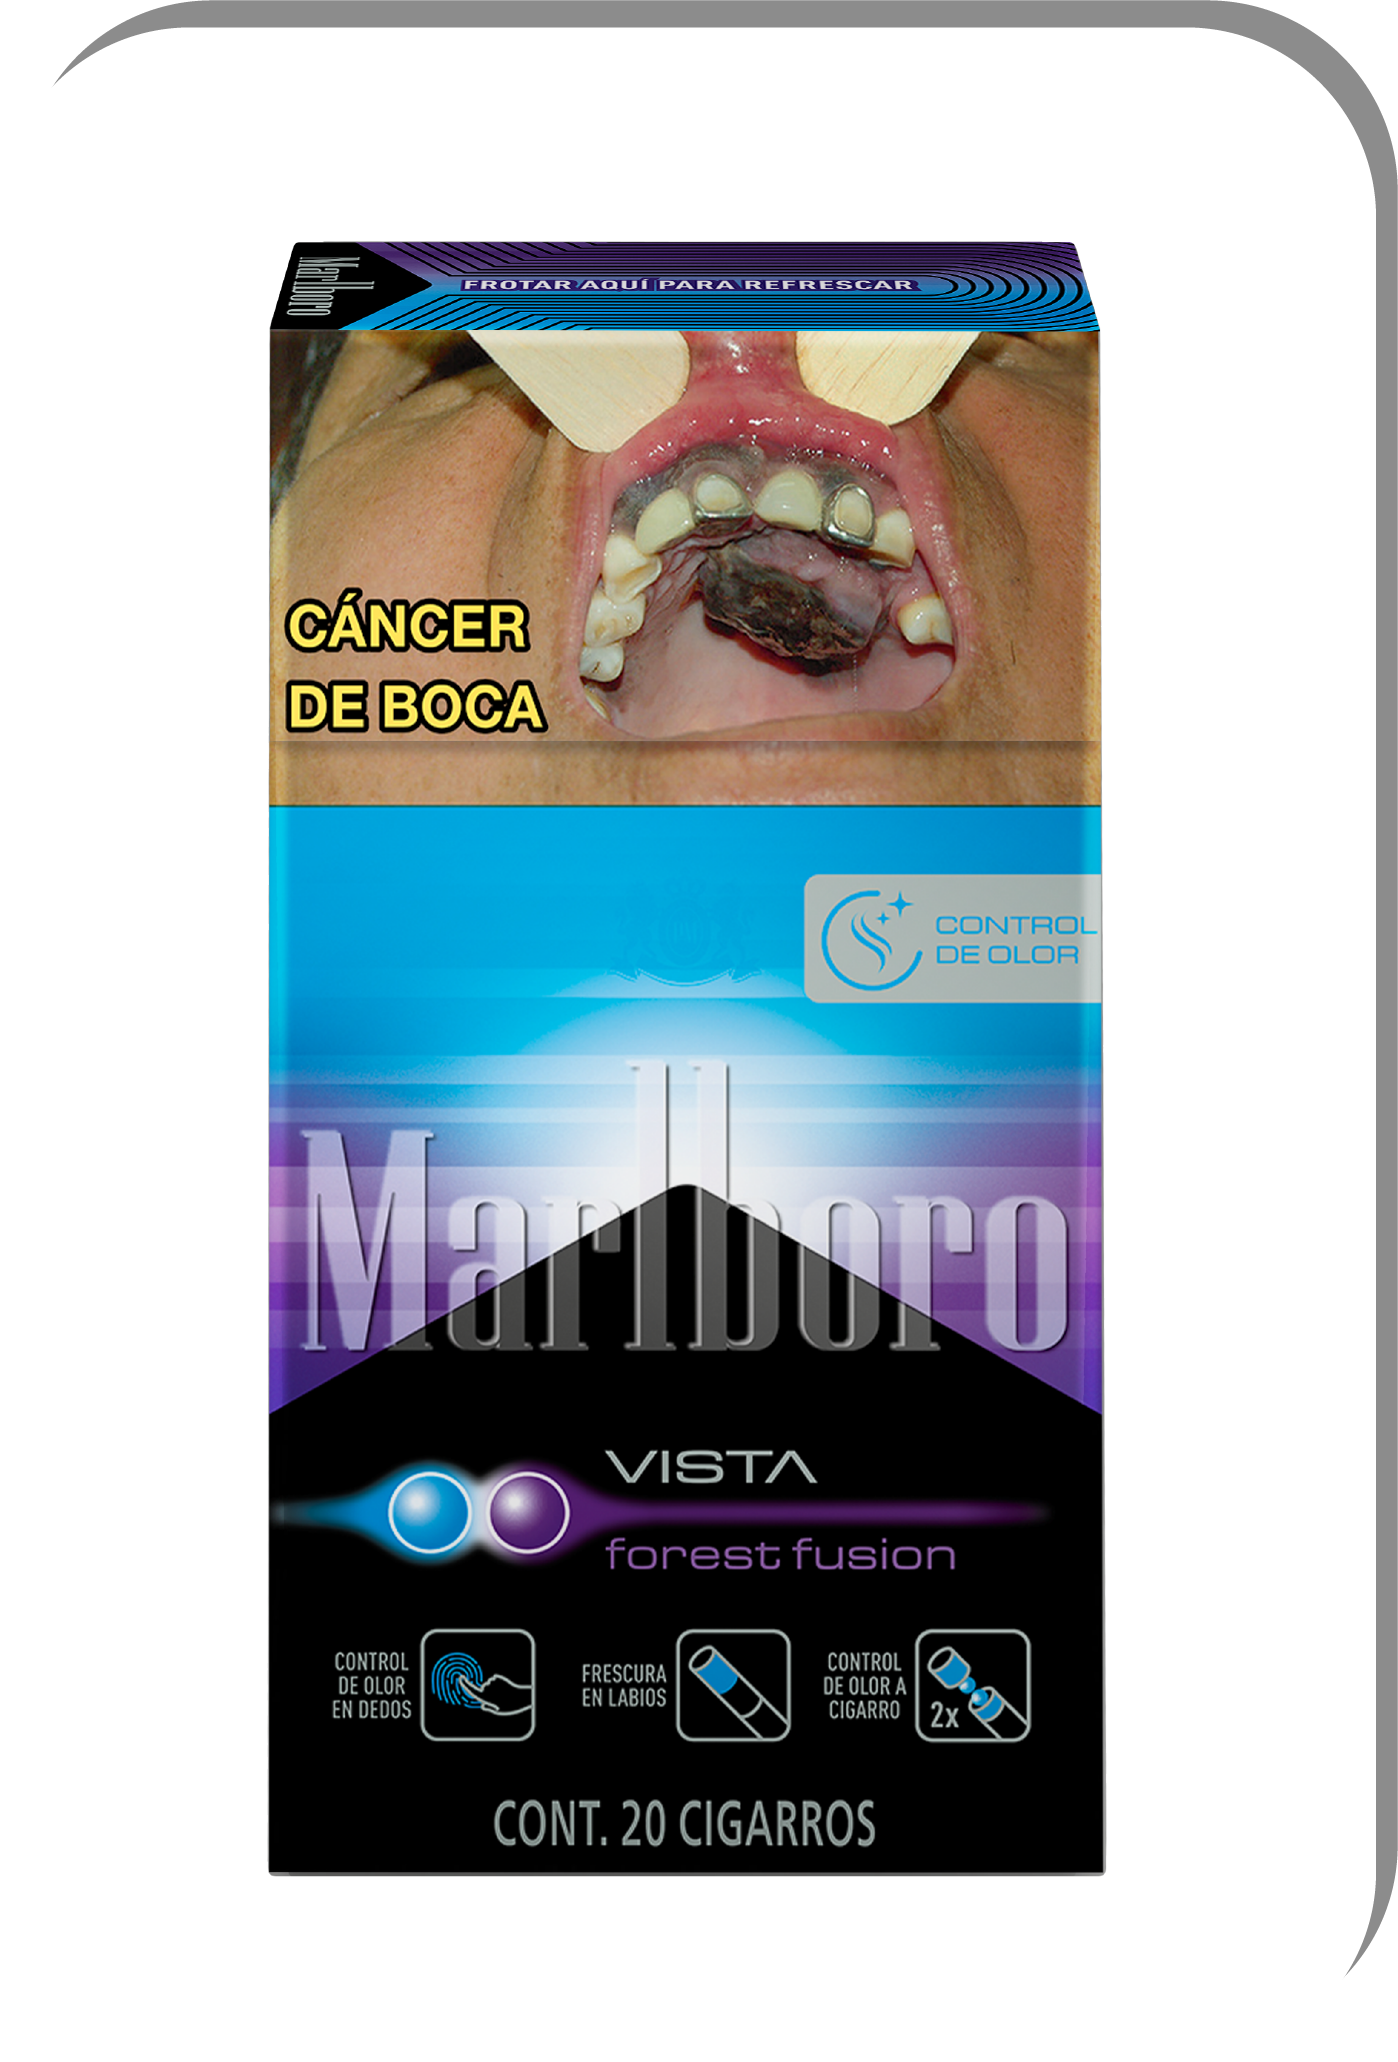 Marlboro
FROTAR AQUÍ PARA REFRESCAR
CÁNCER
DE BOCA
CONTROL
DE OLOR
Marlboro
VISTA
forest fusion
CONTROL
DE OLOR
EN DEDOS
FRESCURA
EN LABIOS
CONTROL
DE OLOR A
CIGARRO
2x
CONT. 20 CIGARROS